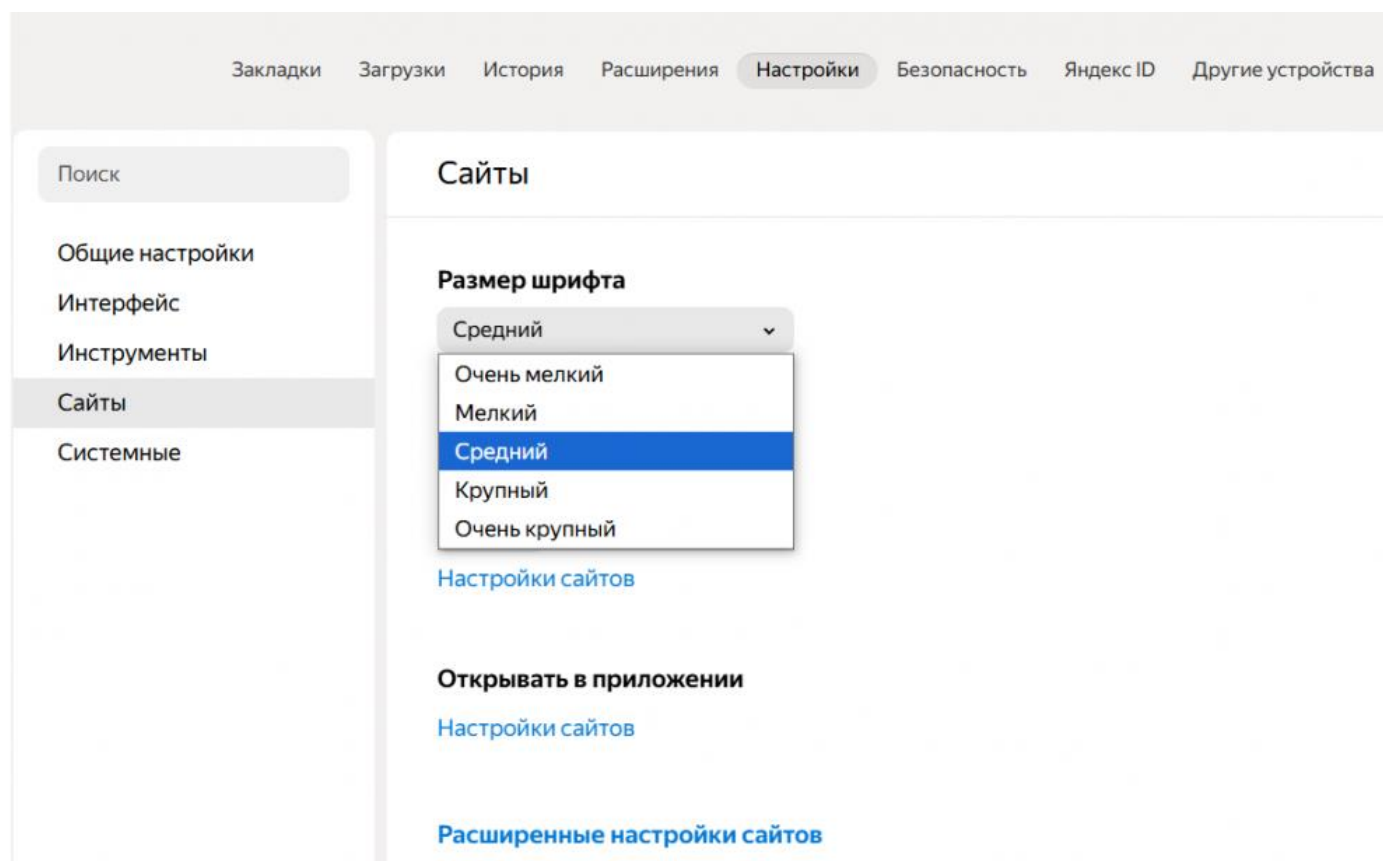 Закладки Загрузки История Расширения Настройки Безопасность Яндекс ID Другие устройства
Поиск
Общие настройки
Интерфейс
Инструменты
Сайты
Системные
Сайты
Размер шрифта
Средний
Очень мелкий
Мелкий
Средний
Крупный
Очень крупный
Настройки сайтов
Открывать в приложении
Настройки сайтов
Расширенные настройки сайтов